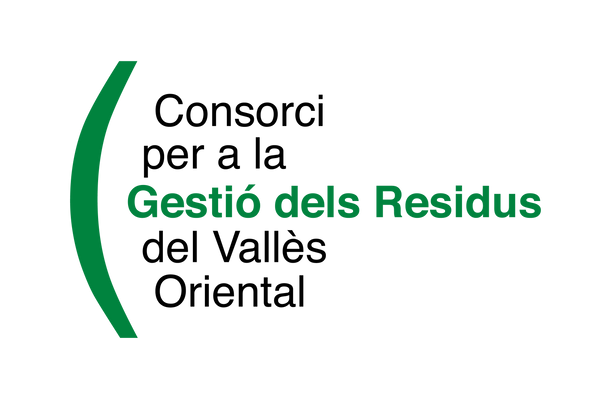 Consorci
per a la
Gestió dels Residus
del Vallès
Oriental